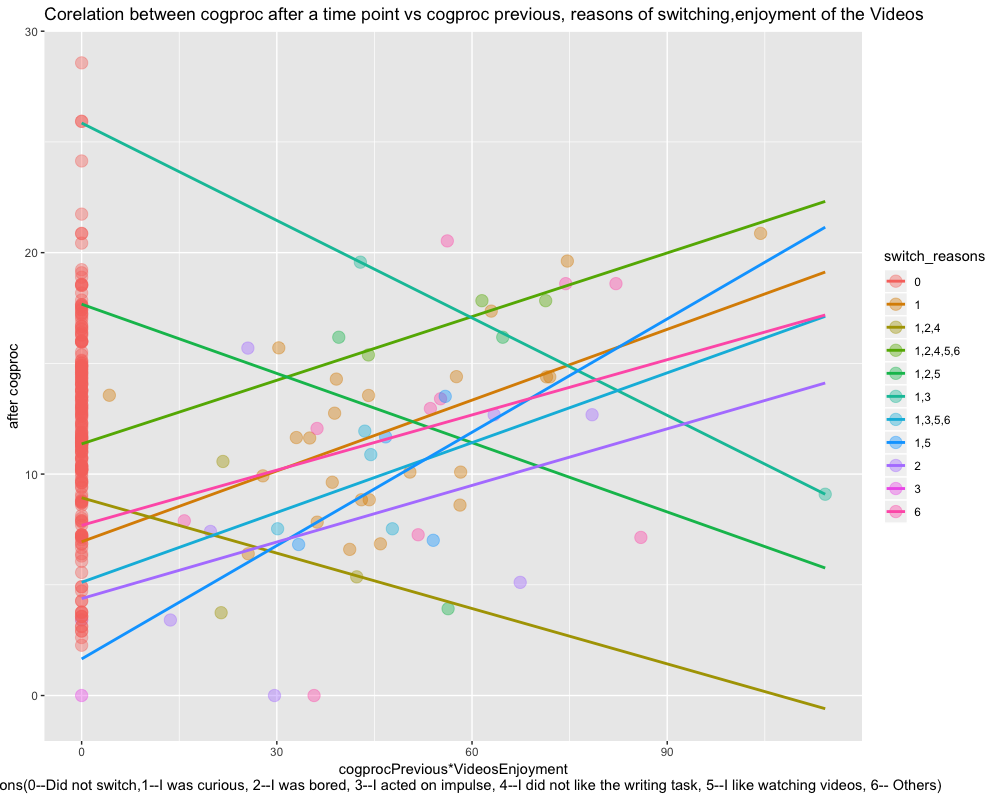 Corelation between cogproc after a time point vs cogproc previous, reasons of switching,enjoyment of the Videos
30
20
10
0
after cogproc
0 30 60 90
cogprocPrevious*VideosEnjoyment
ons(0--Did not switch,1--I was curious, 2--I was bored, 3--I acted on impulse, 4--I did not like the writing task, 5--I like watching videos, 6-- Others)
switch_reasons
0
1
1,2,4
1,2,4,5,6
1,2,5
1,3
1,3,5,6
1,5
2
3
6